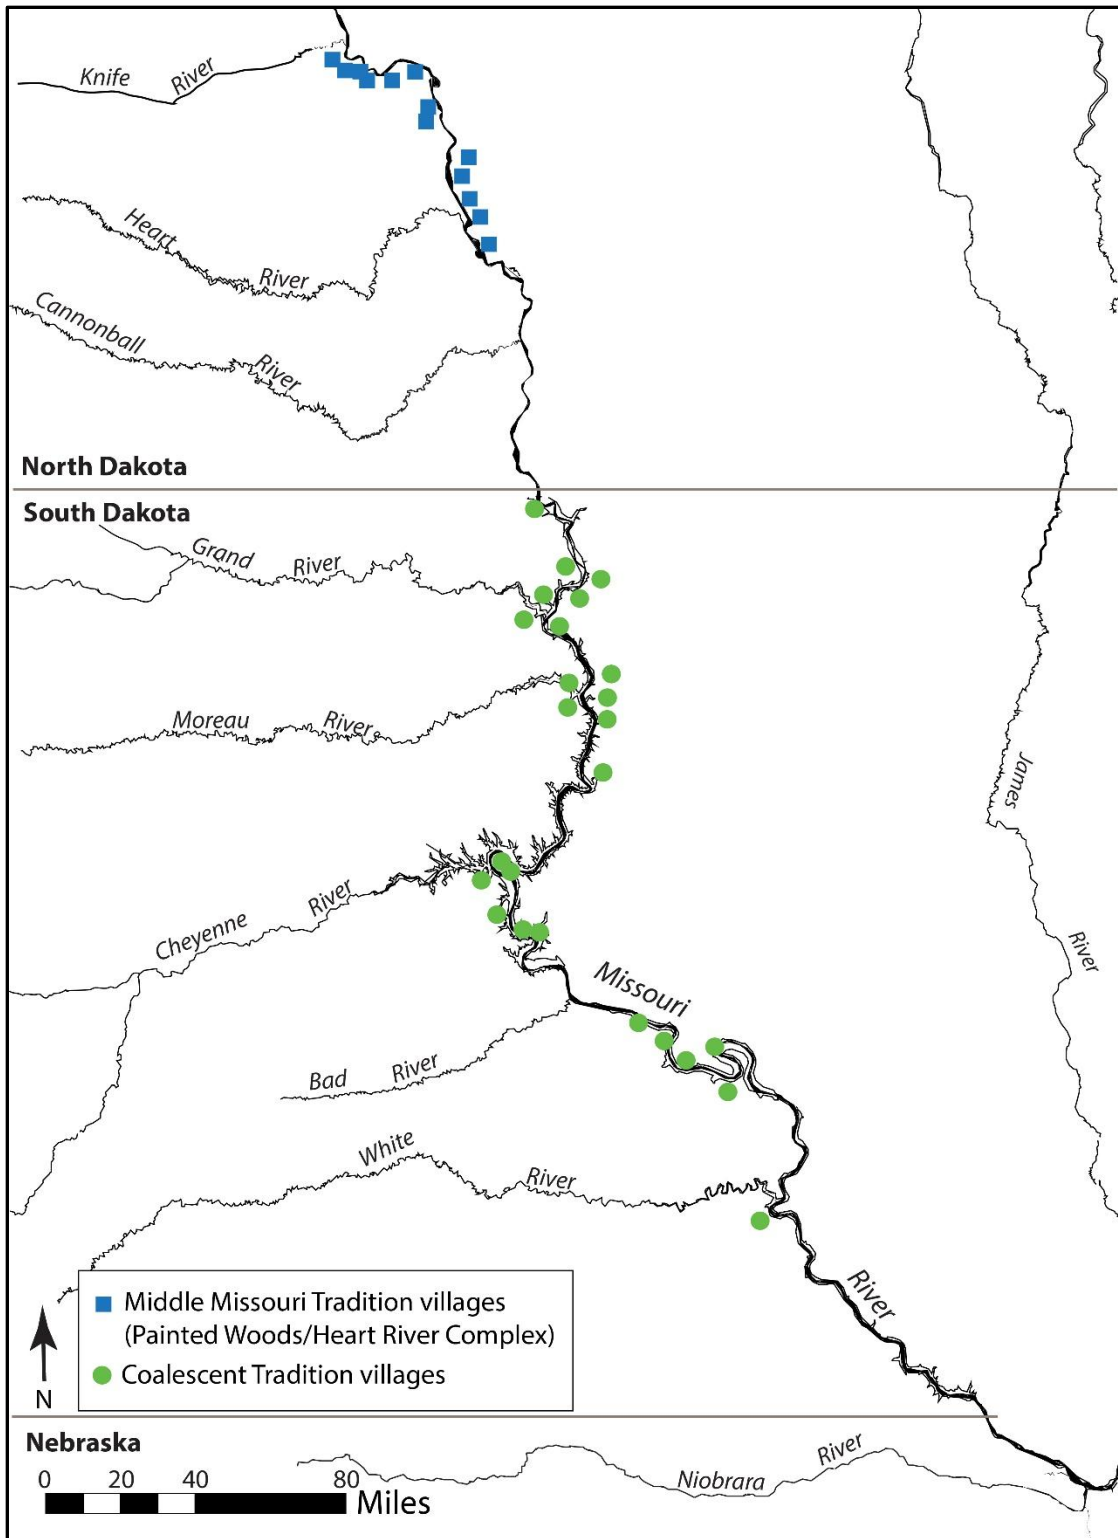 Knife River
Heart River
Cannonball River
North Dakota
South Dakota
Grand River
Moreau River
James River
Cheyenne River
Missouri River
Bad River
White River
Middle Missouri Tradition villages
(Painted Woods/Heart River Complex)
Coalescent Tradition villages
N
Nebraska
Niobrara River
0 20 40 80
Miles